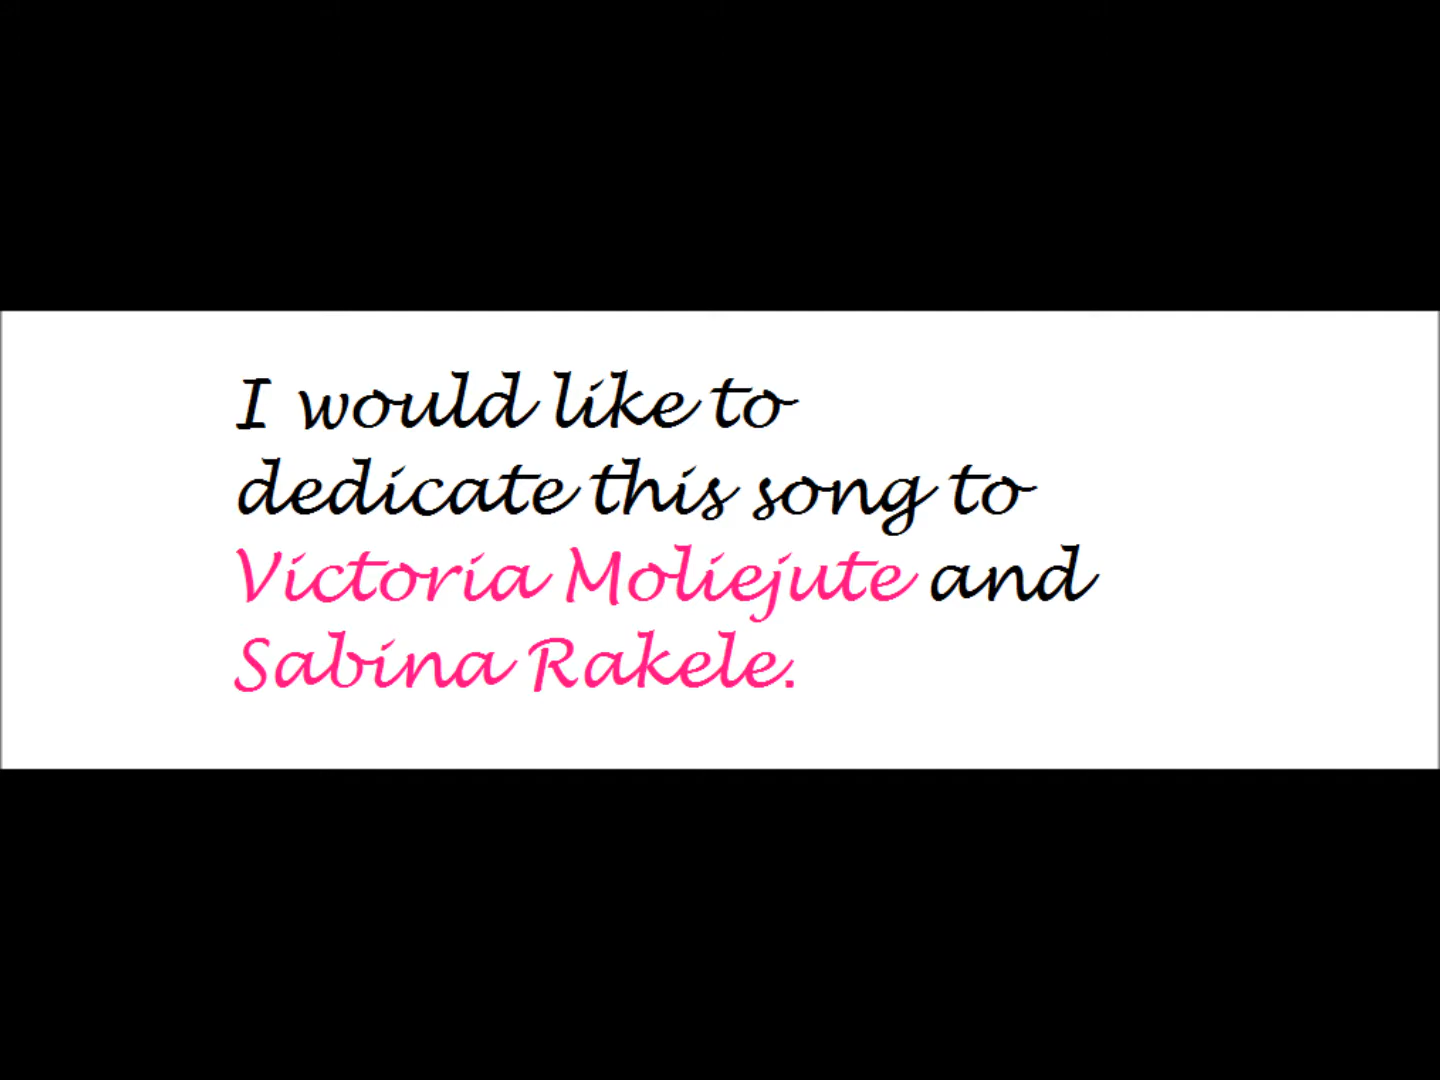 I would like to
dedicate this song to
Victoria Moliejute and
Sabina Rakele.